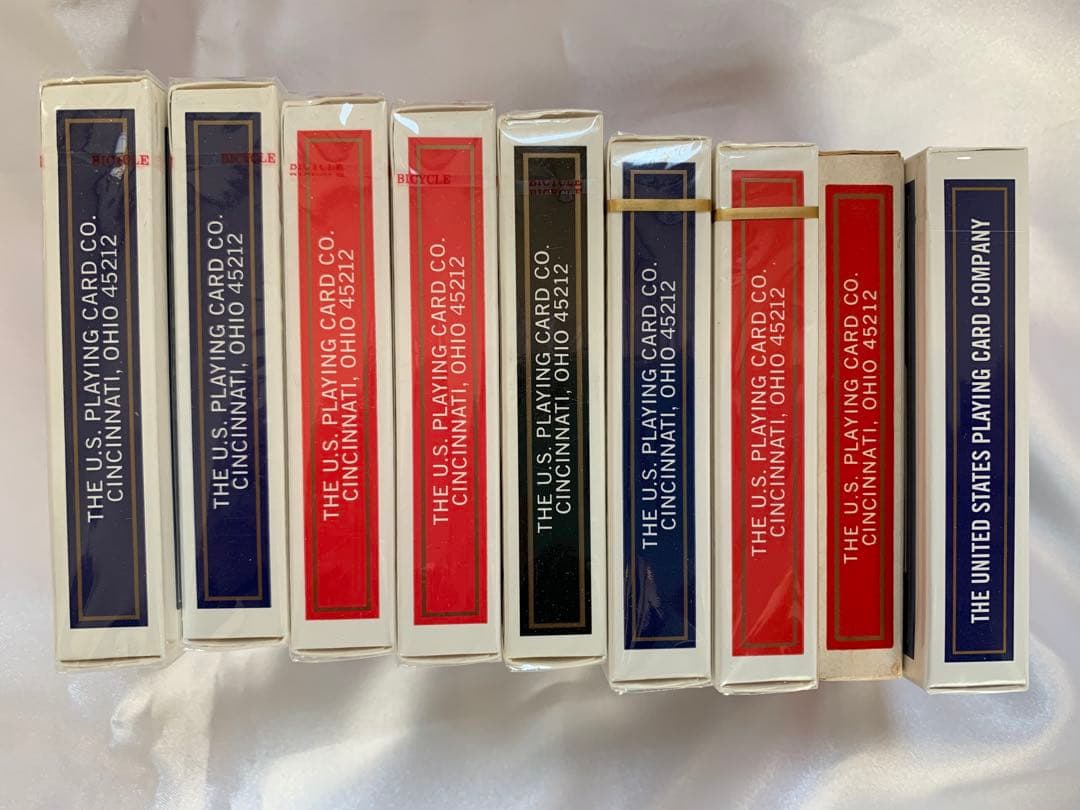 BICYCLE
THE U.S. PLAYING CARD CO.
CINCINNATI, OHIO 45212
BICYCLE
THE U.S. PLAYING CARD CO.
CINCINNATI, OHIO 45212
BICYCLE
THE U.S. PLAYING CARD CO.
CINCINNATI, OHIO 45212
BICYCLE
THE U.S. PLAYING CARD CO.
CINCINNATI, OHIO 45212
BICYCLE
BICYCLE
THE U.S. PLAYING CARD CO.
CINCINNATI, OHIO 45212
THE U.S. PLAYING CARD CO.
CINCINNATI, OHIO 45212
THE U.S. PLAYING CARD CO.
CINCINNATI, OHIO 45212
THE U.S. PLAYING CARD CO.
CINCINNATI, OHIO 45212
THE UNITED STATES PLAYING CARD COMPANY